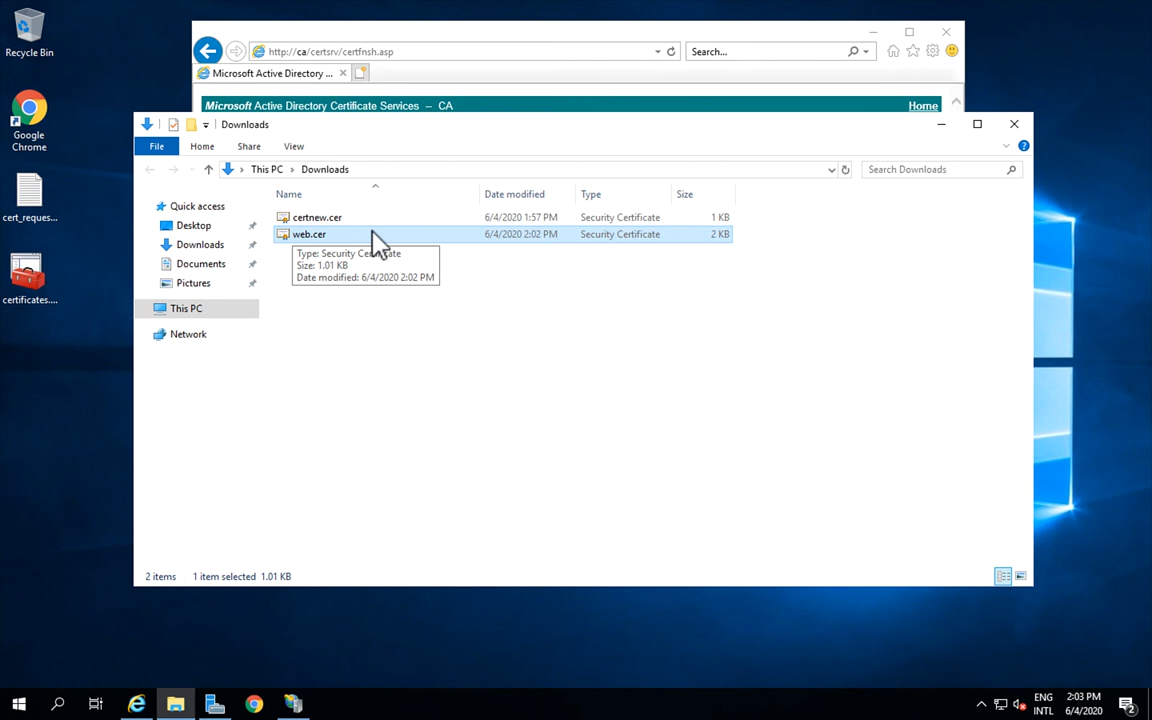 Recycle Bin
Google
Chrome
cert_reques...
certificates....
http://ca/certsrv/certfnsh.asp
Search...
Microsoft Active Directory ...
Microsoft Active Directory Certificate Services -- CA
Home
Downloads
File
Home
Share
View
This PC
Downloads
Search Downloads
Quick access
Desktop
Downloads
Documents
Pictures
This PC
Network
Name
Date modified
Type
Size
certnew.cer
6/4/2020 1:57 PM
Security Certificate
1 KB
web.cer
6/4/2020 2:02 PM
Security Certificate
2 KB
Type: Security Certificate
Size: 1.01 KB
Date modified: 6/4/2020 2:02 PM
2 items
1 item selected 1.01 KB
ENG
INTL
2:03 PM
6/4/2020
2